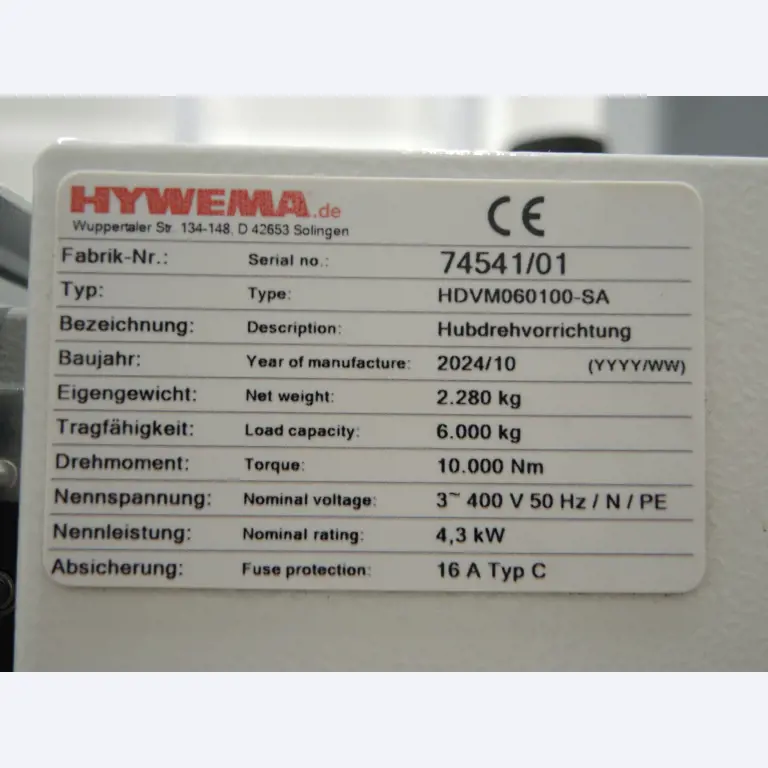 HYWEMA.de
CE
Wuppertaler Str. 134-148, D 42653 Solingen
Fabrik-Nr.: Serial no.: 74541/01
Typ: Type: HDVM060100-SA
Bezeichnung: Description: Hubdrehvorrichtung
Baujahr: Year of manufacture: 2024/10 (YYYY/WW)
Eigengewicht: Net weight: 2.280 kg
Tragfähigkeit: Load capacity: 6.000 kg
Drehmoment: Torque: 10.000 Nm
Nennspannung: Nominal voltage: 3~ 400 V 50 Hz / N / PE
Nennleistung: Nominal rating: 4,3 kW
Absicherung: Fuse protection: 16 A Typ C